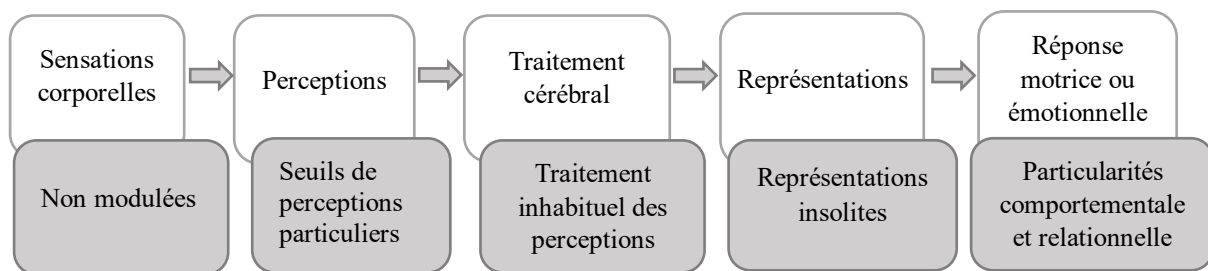 Sensations
corporelles
Non modulées
Perceptions
Seuils de
perceptions
particuliers
Traitement
cérébral
Traitement
inhabituel des
perceptions
Représentations
Représentations
insolites
Réponse
motrice ou
émotionnelle
Particularités
comportementale
et relationnelle